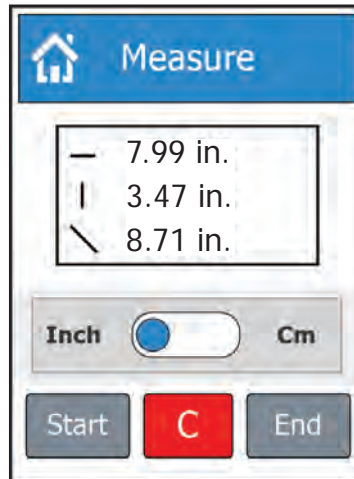 Measure
7.99 in.
3.47 in.
8.71 in.
Inch Cm
Start C End